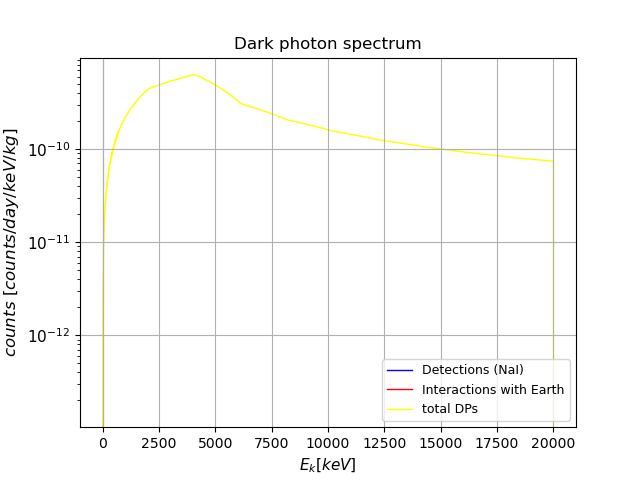 Dark photon spectrum
counts [counts/day/keV/kg]
10⁻¹⁰
10⁻¹¹
10⁻¹²
Detections (NaI)
Interactions with Earth
total DPs
0 2500 5000 7500 10000 12500 15000 17500 20000
Eₖ[keV]